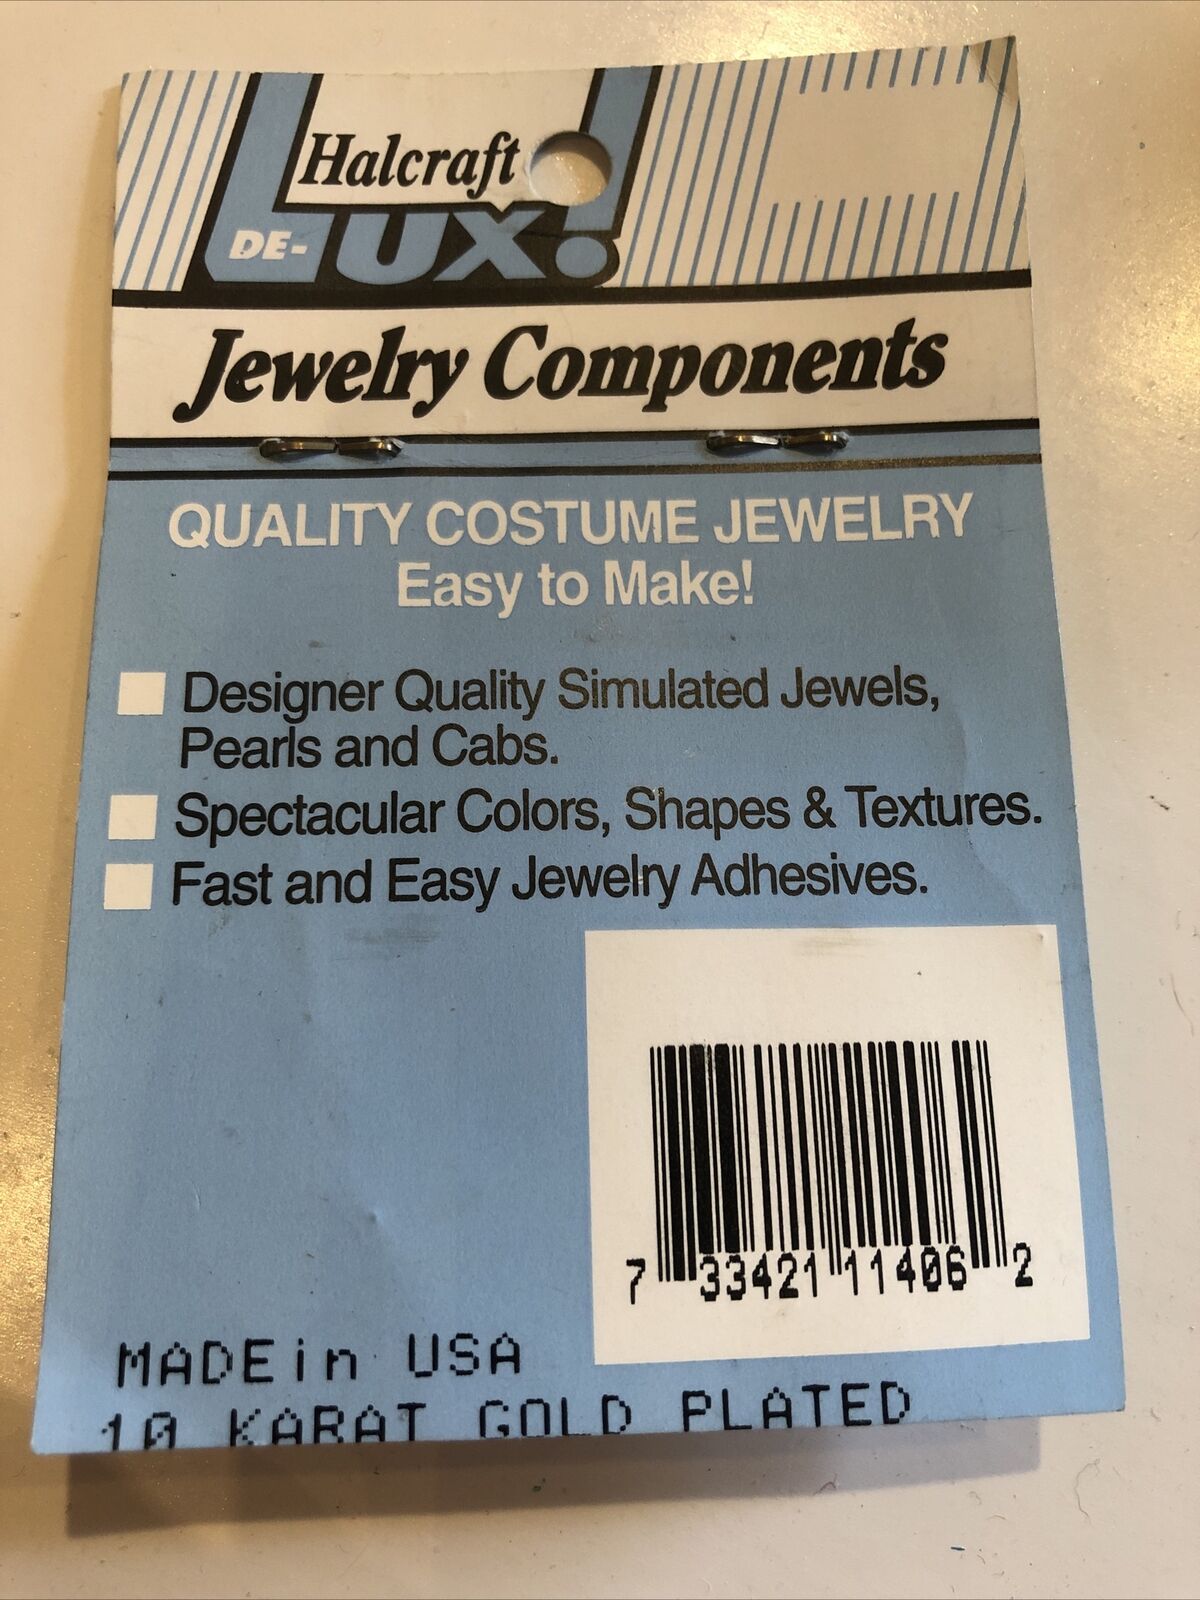 Halcraft
DE-LUX!
Jewelry Components
QUALITY COSTUME JEWELRY
Easy to Make!
Designer Quality Simulated Jewels,
Pearls and Cabs.
Spectacular Colors, Shapes & Textures.
Fast and Easy Jewelry Adhesives.
7 33421 11406 2
MADEin USA
10 KARAT GOLD PLATED